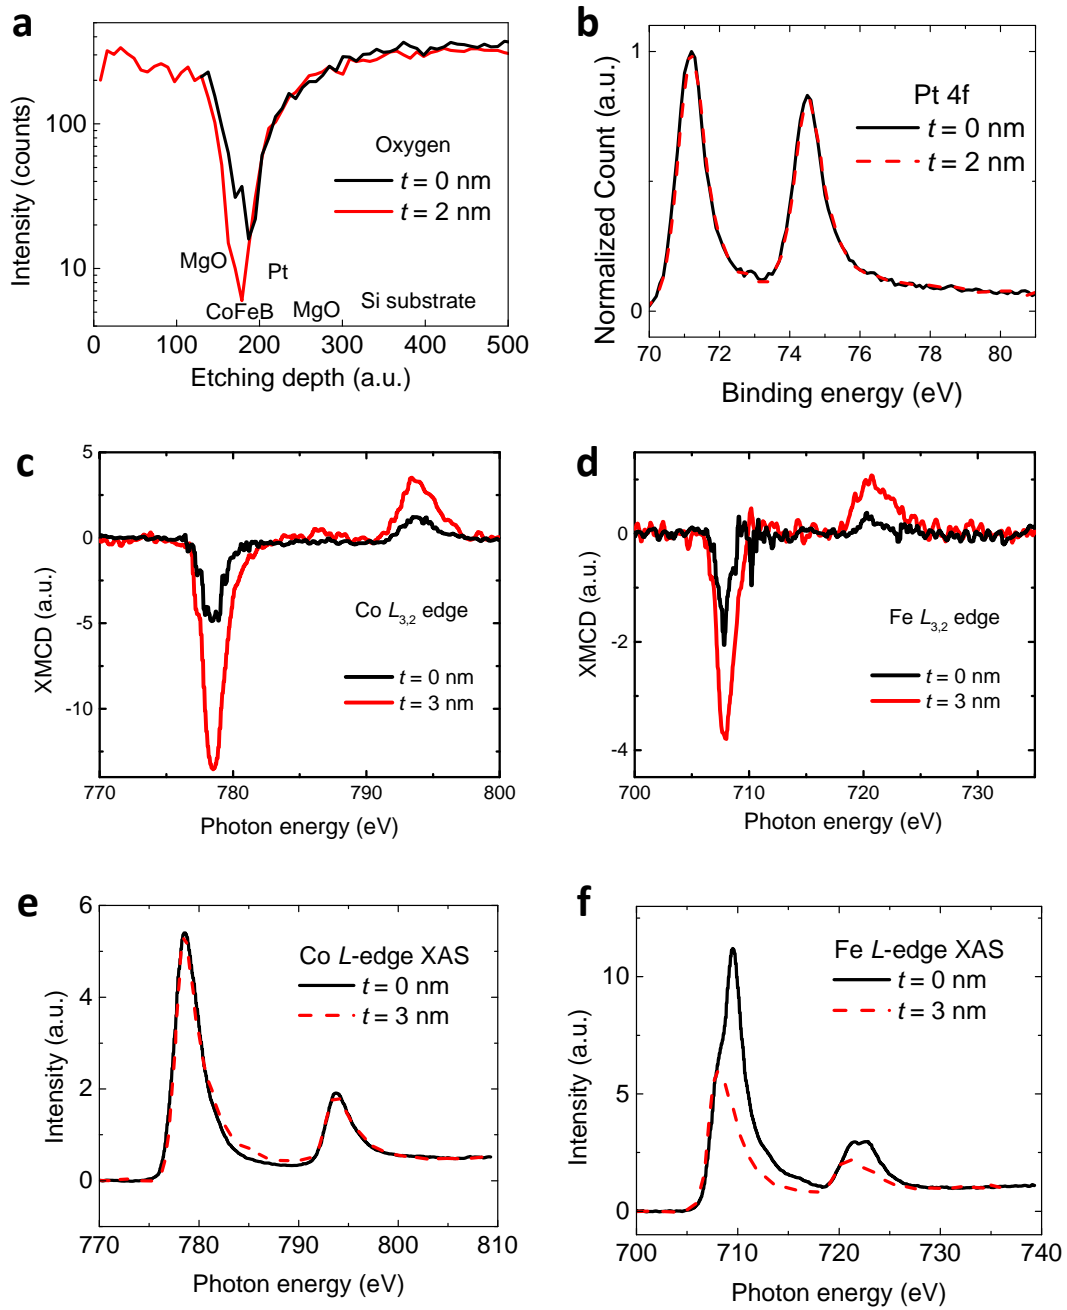 a
Intensity (counts)
100
10
Oxygen
t = 0 nm
t = 2 nm
MgO
Pt
CoFeB
MgO
Si substrate
0 100 200 300 400 500
Etching depth (a.u.)
b
Normalized Count (a.u.)
1
0
Pt 4f
t = 0 nm
t = 2 nm
70 72 74 76 78 80
Binding energy (eV)
c
XMCD (a.u.)
5
0
-5
-10
Co L3,2 edge
t = 0 nm
t = 3 nm
770 780 790 800
Photon energy (eV)
d
XMCD (a.u.)
0
-2
-4
Fe L3,2 edge
t = 0 nm
t = 3 nm
700 710 720 730
Photon energy (eV)
e
Intensity (a.u.)
6
4
2
0
Co L-edge XAS
t = 0 nm
t = 3 nm
770 780 790 800 810
Photon energy (eV)
f
Intensity (a.u.)
10
5
0
Fe L-edge XAS
t = 0 nm
t = 3 nm
700 710 720 730 740
Photon energy (eV)